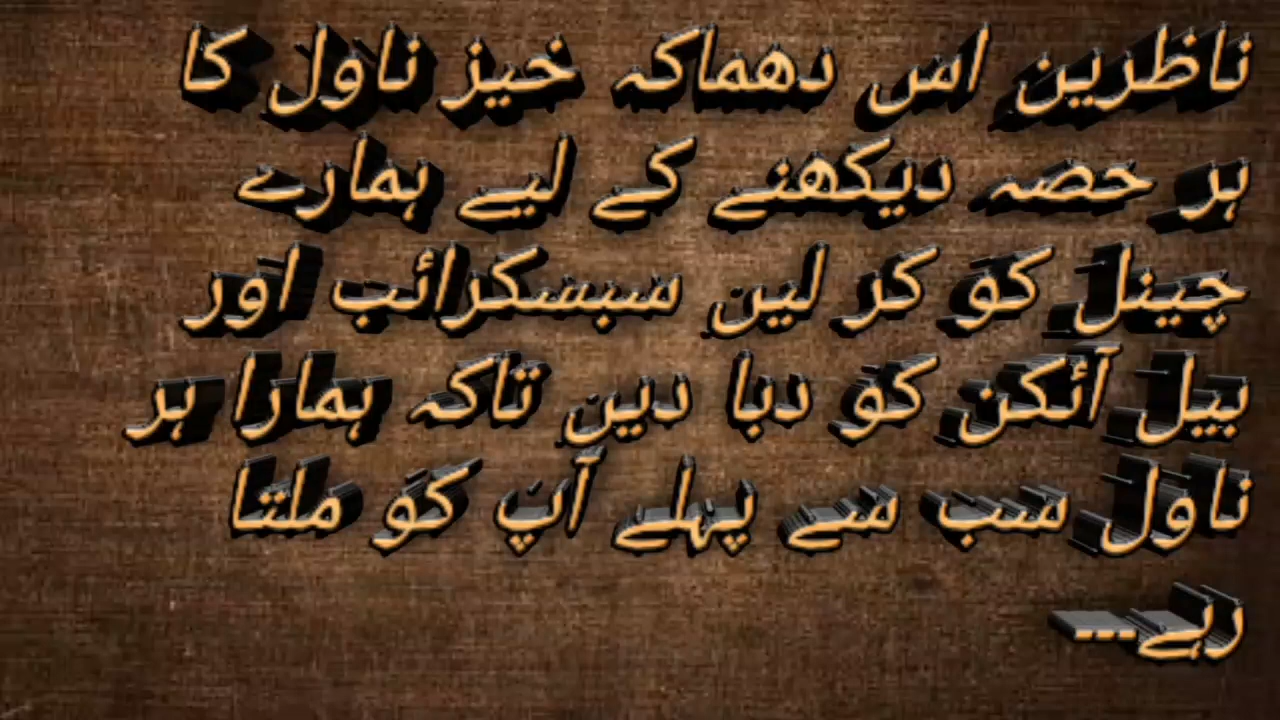 ناظرین اس دھماکہ خیز ناول کا
ہر حصہ دیکھنے کے لیے ہمارے
چینل کو کر لیں سبسکرائب اور
بیل آئکن کو دبا دیں تاکہ ہمارا ہر
ناول سب سے پہلے آپ کو ملتا
رہے...